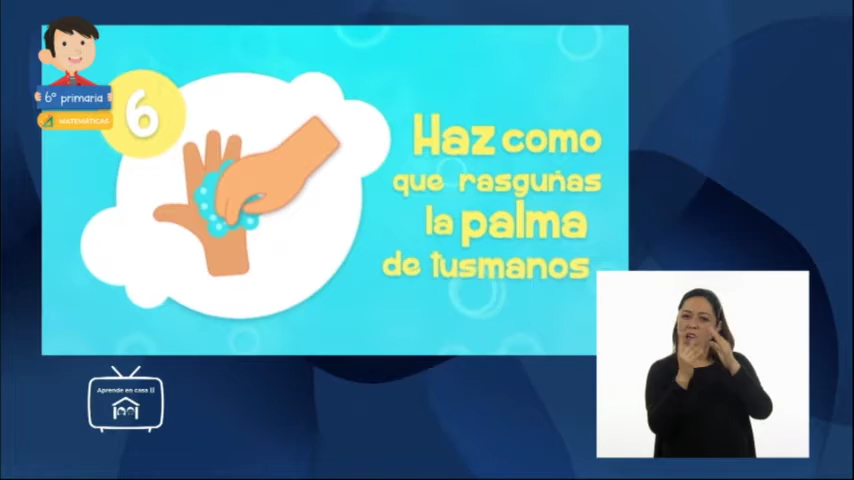 6° primaria
MATEMÁTICAS
6
Haz como
que rasguñas
la palma
de tusmanos
Aprende en casa II